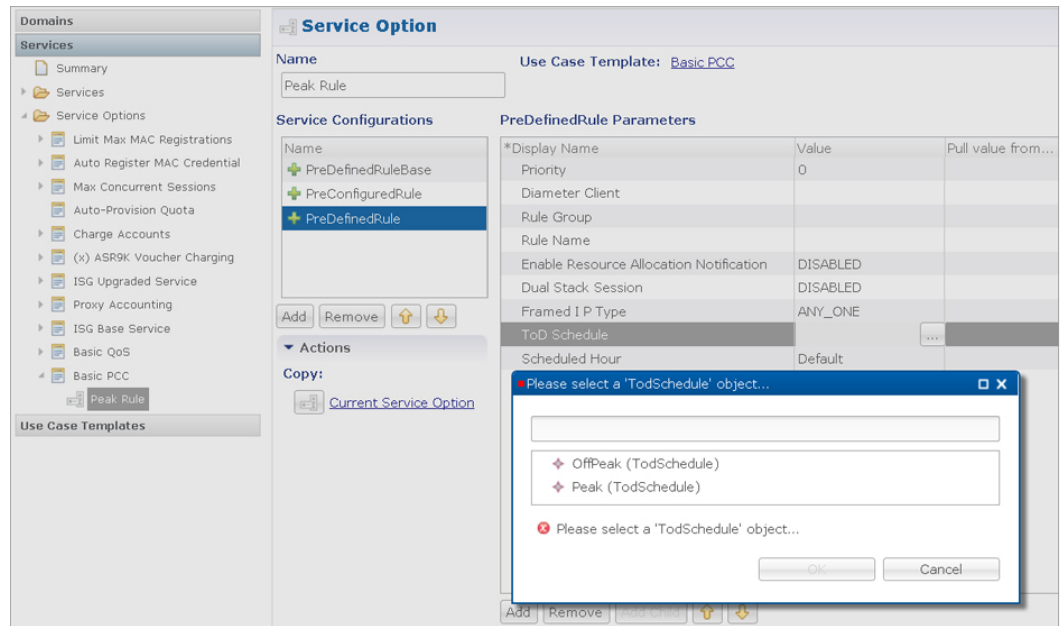 Domains
Services
Summary
Services
Service Options
Limit Max MAC Registrations
Auto Register MAC Credential
Max Concurrent Sessions
Auto-Provision Quota
Charge Accounts
(x) ASR9K Voucher Charging
ISG Upgraded Service
Proxy Accounting
ISG Base Service
Basic QoS
Basic PCC
Peak Rule
Use Case Templates
Service Option
Name
Use Case Template: Basic PCC
Peak Rule
Service Configurations
Name
PreDefinedRuleBase
PreConfiguredRule
PreDefinedRule
Add Remove
Actions
Copy:
Current Service Option
PreDefinedRule Parameters
*Display Name Value Pull value from...
Priority 0
Diameter Client
Rule Group
Rule Name
Enable Resource Allocation Notification DISABLED
Dual Stack Session DISABLED
Framed I P Type ANY_ONE
ToD Schedule ...
Scheduled Hour Default
Please select a 'TodSchedule' object...
OffPeak (TodSchedule)
Peak (TodSchedule)
Please select a 'TodSchedule' object...
OK Cancel
Add Remove Add Child